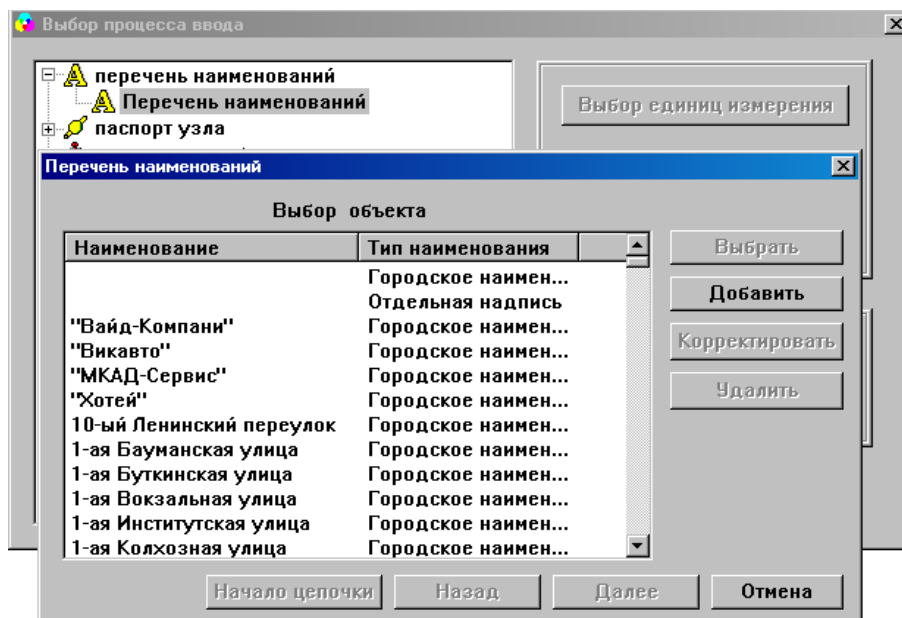 Выбор процесса ввода
перечень наименований
Перечень наименований
паспорт узла
Выбор единиц измерения
Перечень наименований
Выбор объекта
Наименование Тип наименования
Городское наимен...
Отдельная надпись
"Вайд-Компани" Городское наимен...
"Викавто" Городское наимен...
"МКАД-Сервис" Городское наимен...
"Хотей" Городское наимен...
10-ый Ленинский переулок Городское наимен...
1-ая Бауманская улица Городское наимен...
1-ая Буткинская улица Городское наимен...
1-ая Вокзальная улица Городское наимен...
1-ая Институтская улица Городское наимен...
1-ая Колхозная улица Городское наимен...
Выбрать
Добавить
Корректировать
Удалить
Начало цепочки Назад Далее Отмена